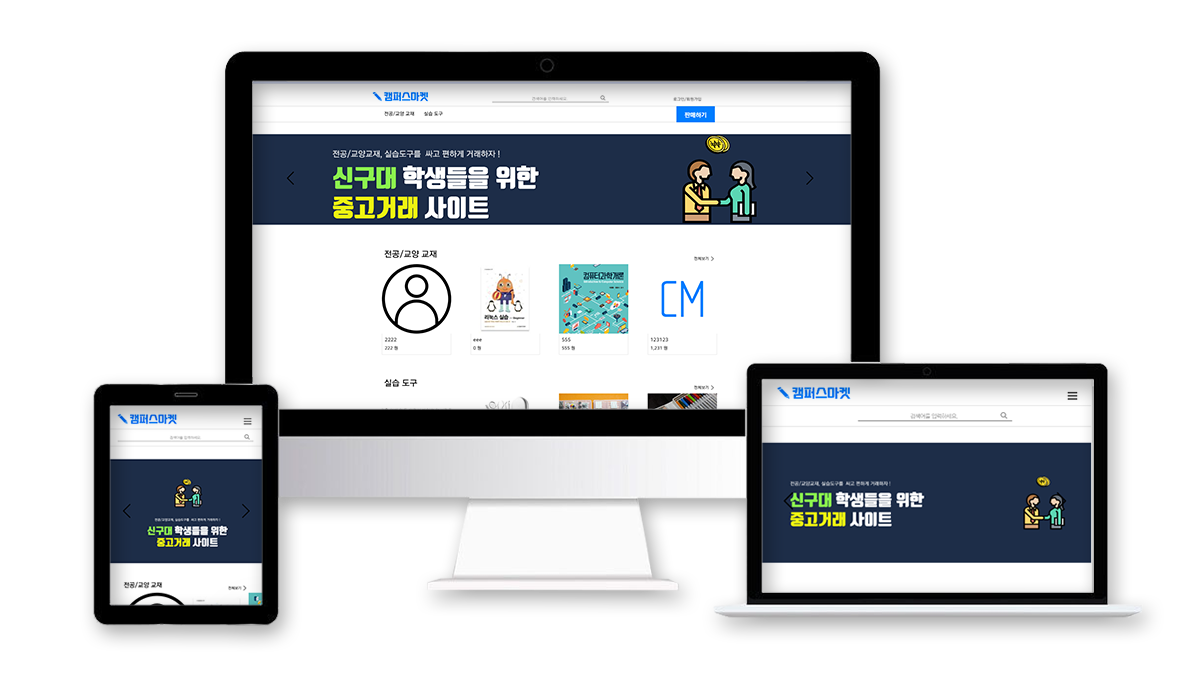 캠퍼스마켓
검색어를 입력하세요.
로그인/회원가입
전공/교양 교재 실습 도구
판매하기
전공/교양교재, 실습도구를 싸고 편하게 거래하자 !
신구대 학생들을 위한
중고거래 사이트
전공/교양 교재
전체보기
리눅스 실습
컴퓨터과학개론
CM
2222
222 원
eee
0 원
555
555 원
123123
1,231 원
실습 도구
전체보기
캠퍼스마켓
검색어를 입력하세요.
전공/교양교재, 실습도구를 싸고 편하게 거래하자 !
신구대 학생들을 위한
중고거래 사이트
전공/교양 교재
전체보기
캠퍼스마켓
검색어를 입력하세요.
전공/교양교재, 실습도구를 싸고 편하게 거래하자 !
신구대 학생들을 위한
중고거래 사이트